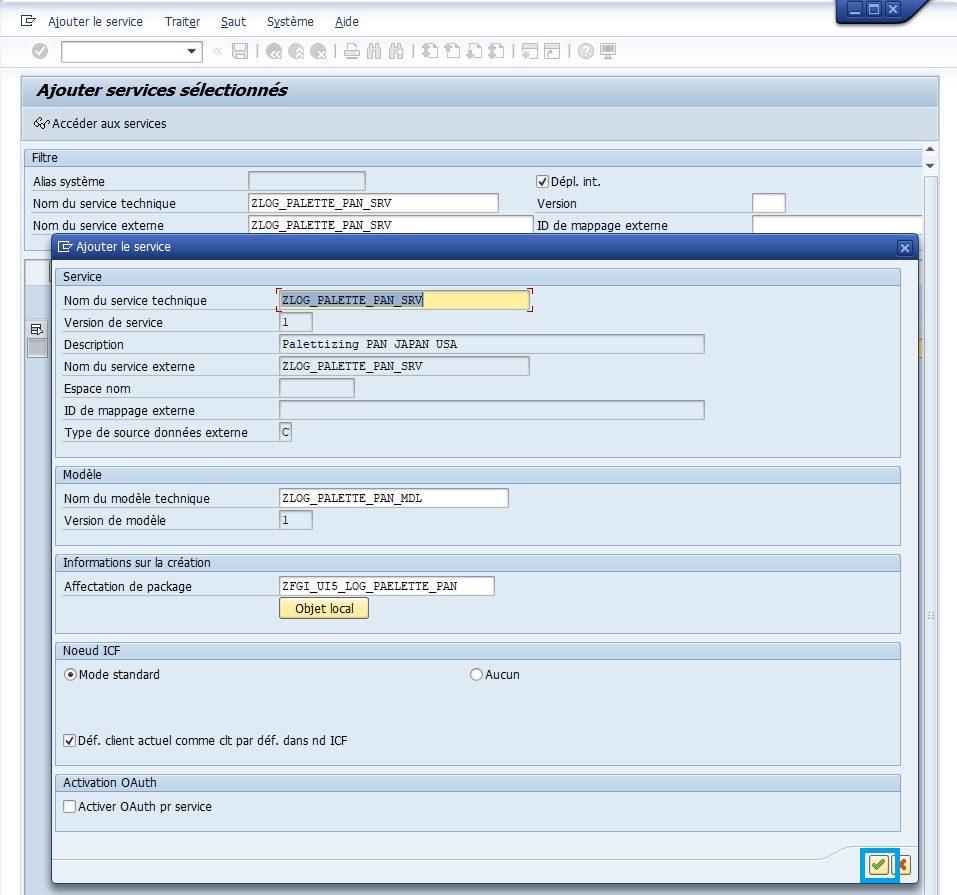 Ajouter le service Traiter Saut Système Aide
Ajouter services sélectionnés
Accéder aux services
Filtre
Alias système
Dépl. int.
Nom du service technique ZLOG_PALETTE_PAN_SRV Version
Nom du service externe ZLOG_PALETTE_PAN_SRV ID de mappage externe
Ajouter le service
Service
Nom du service technique ZLOG_PALETTE_PAN_SRV
Version de service 1
Description Palettizing PAN JAPAN USA
Nom du service externe ZLOG_PALETTE_PAN_SRV
Espace nom
ID de mappage externe
Type de source données externe C
Modèle
Nom du modèle technique ZLOG_PALETTE_PAN_MDL
Version de modèle 1
Informations sur la création
Affectation de package ZFGI_UI5_LOG_PAELETTE_PAN
Objet local
Noeud ICF
Mode standard Aucun
Déf. client actuel comme clt par déf. dans nd ICF
Activation OAuth
Activer OAuth pr service